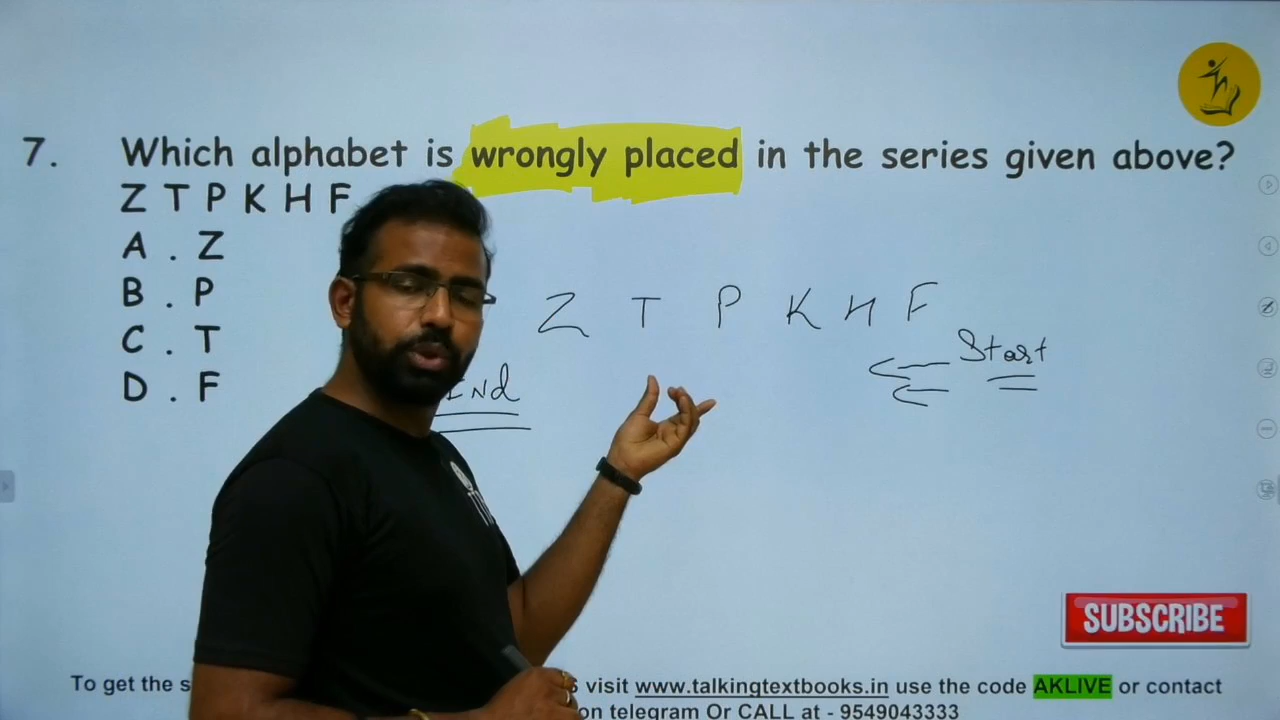 7. Which alphabet is wrongly placed in the series given above?
Z T P K H F
A . Z
B . P
C . T
D . F
Z T P K H F
Start
End
SUBSCRIBE
To get the s visit www.talkingtextbooks.in use the code AKLIVE or contact
on telegram Or CALL at - 9549043333